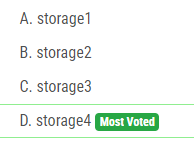 A. storage1
B. storage2
C. storage3
D. storage4 Most Voted